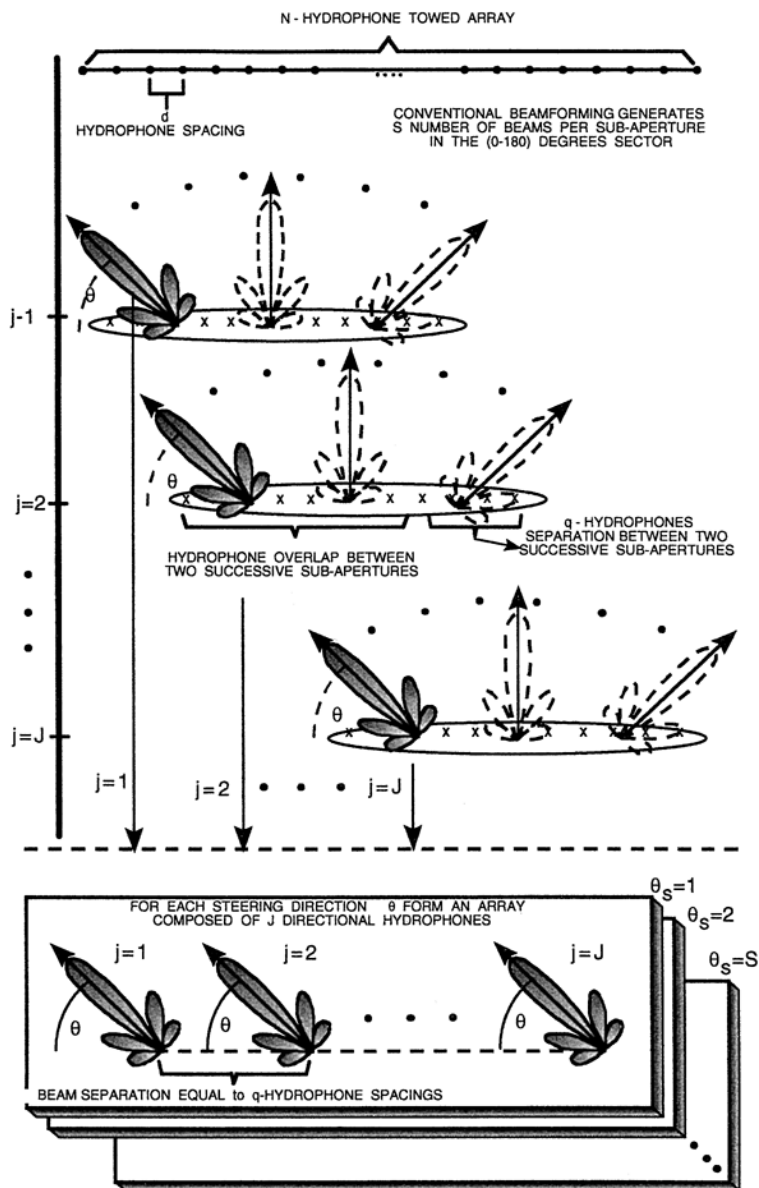 N - HYDROPHONE TOWED ARRAY
d
HYDROPHONE SPACING
CONVENTIONAL BEAMFORMING GENERATES
S NUMBER OF BEAMS PER SUB-APERTURE
IN THE (0-180) DEGREES SECTOR
θ
j-1
x x x x x x x x x
θ
j=2
x x x x x x x x
HYDROPHONE OVERLAP BETWEEN
TWO SUCCESSIVE SUB-APERTURES
q - HYDROPHONES
SEPARATION BETWEEN TWO
SUCCESSIVE SUB-APERTURES
θ
j=J
x x x x x x x x x
j=1
j=2
j=J
FOR EACH STEERING DIRECTION θ FORM AN ARRAY
COMPOSED OF J DIRECTIONAL HYDROPHONES
θs=1
θs=2
θs=S
j=1
j=2
j=J
θ
θ
θ
BEAM SEPARATION EQUAL to q-HYDROPHONE SPACINGS